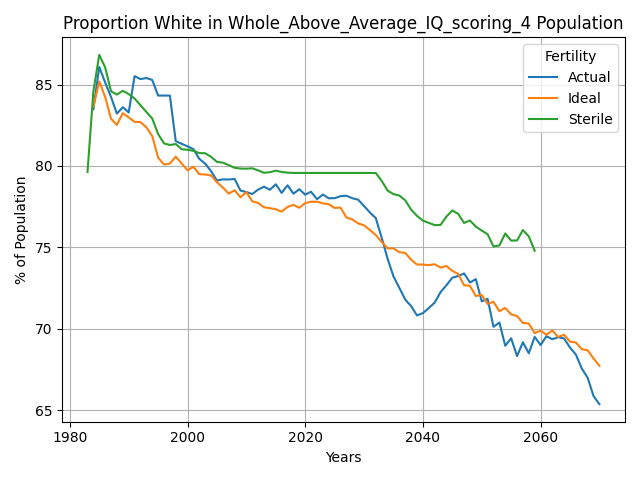 Proportion White in Whole_Above_Average_IQ_scoring_4 Population
Fertility
Actual
Ideal
Sterile
% of Population
85
80
75
70
65
1980
2000
2020
2040
2060
Years